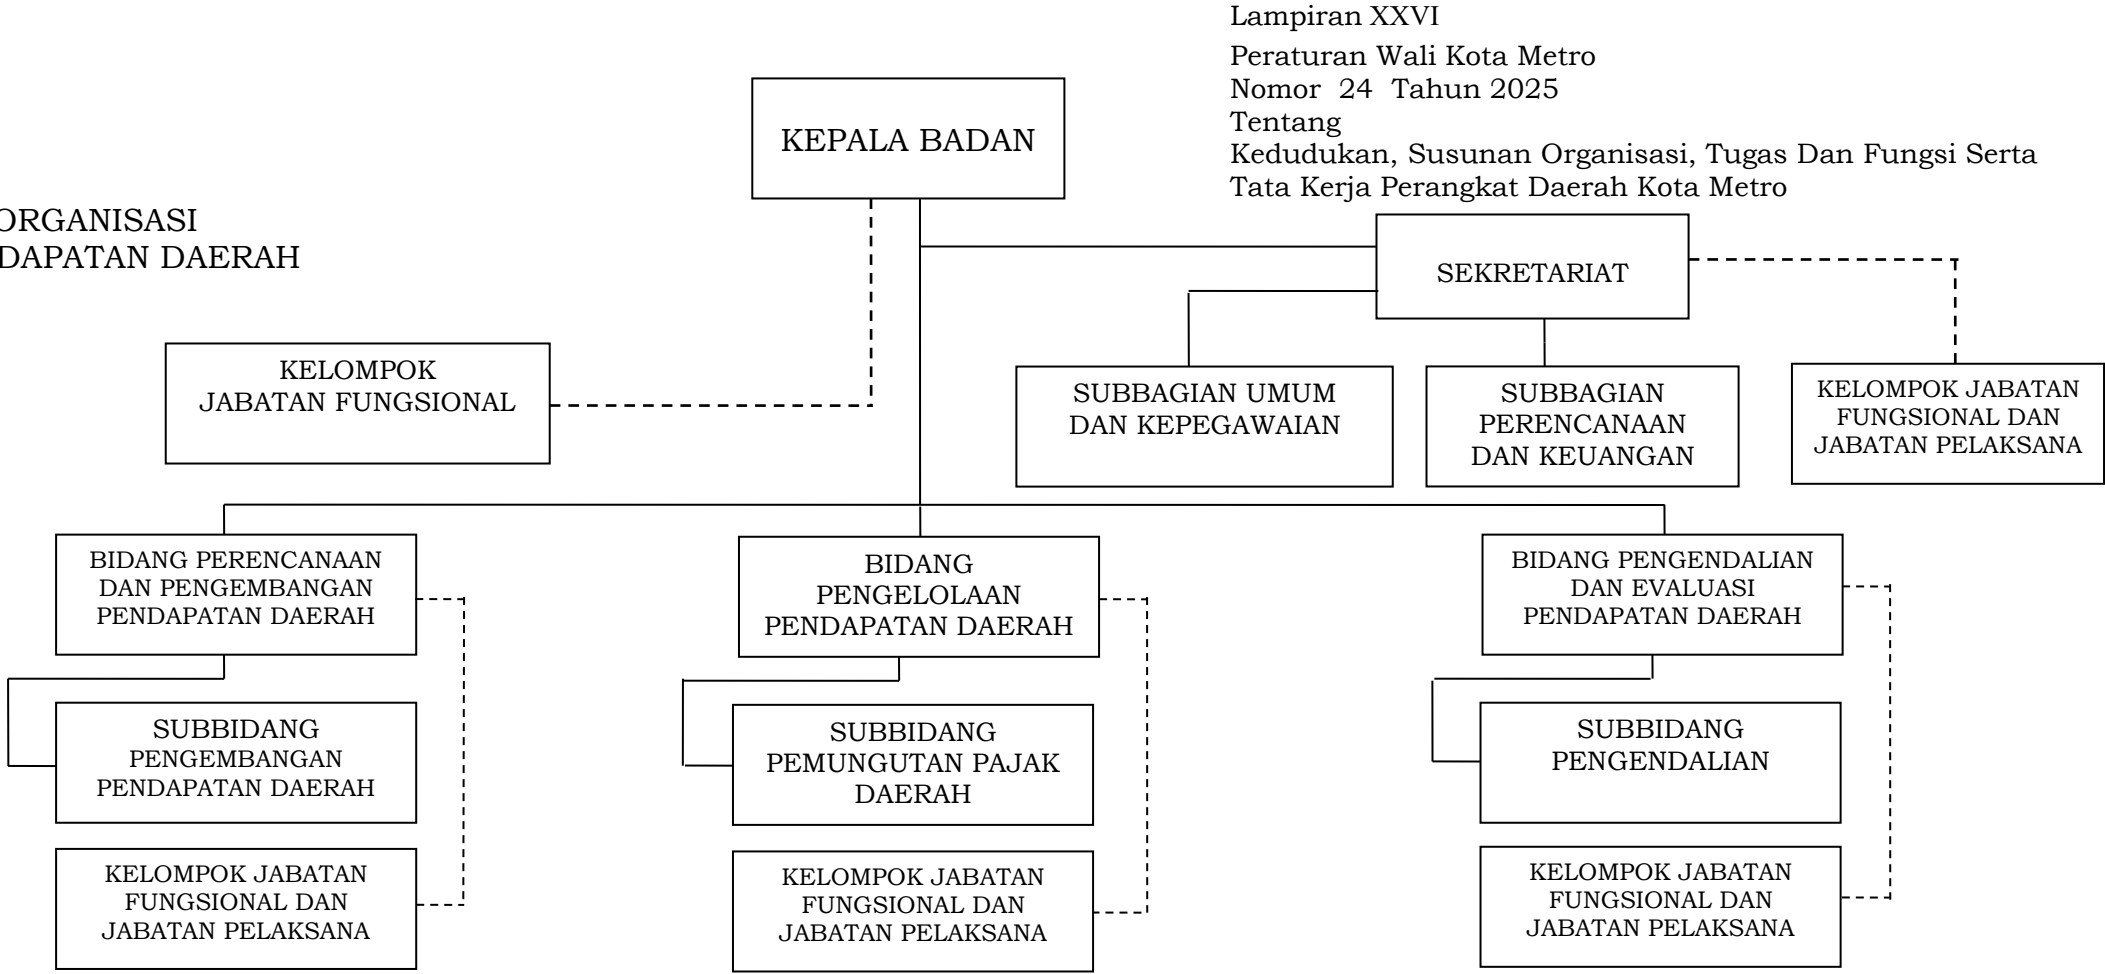 Lampiran XXVI
Peraturan Wali Kota Metro
Nomor 24 Tahun 2025
Tentang
Kedudukan, Susunan Organisasi, Tugas Dan Fungsi Serta
Tata Kerja Perangkat Daerah Kota Metro
ORGANISASI
DAPATAN DAERAH
KEPALA BADAN
SEKRETARIAT
KELOMPOK
JABATAN FUNGSIONAL
SUBBAGIAN UMUM
DAN KEPEGAWAIAN
SUBBAGIAN
PERENCANAAN
DAN KEUANGAN
KELOMPOK JABATAN
FUNGSIONAL DAN
JABATAN PELAKSANA
BIDANG PERENCANAAN
DAN PENGEMBANGAN
PENDAPATAN DAERAH
BIDANG
PENGELOLAAN
PENDAPATAN DAERAH
BIDANG PENGENDALIAN
DAN EVALUASI
PENDAPATAN DAERAH
SUBBIDANG
PENGEMBANGAN
PENDAPATAN DAERAH
SUBBIDANG
PEMUNGUTAN PAJAK
DAERAH
SUBBIDANG
PENGENDALIAN
KELOMPOK JABATAN
FUNGSIONAL DAN
JABATAN PELAKSANA
KELOMPOK JABATAN
FUNGSIONAL DAN
JABATAN PELAKSANA
KELOMPOK JABATAN
FUNGSIONAL DAN
JABATAN PELAKSANA